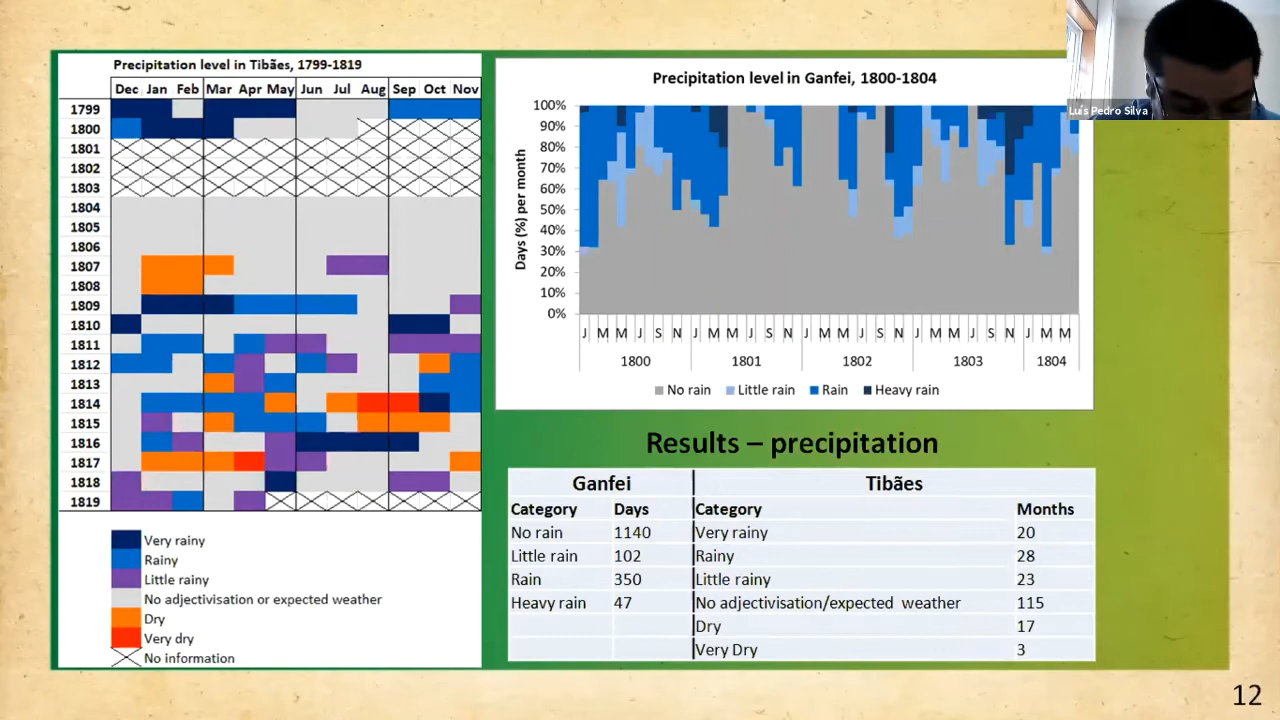 Precipitation level in Tibães, 1799-1819
Dec Jan Feb Mar Apr May Jun Jul Aug Sep Oct Nov
1799
1800
1801
1802
1803
1804
1805
1806
1807
1808
1809
1810
1811
1812
1813
1814
1815
1816
1817
1818
1819
Very rainy
Rainy
Little rainy
No adjectivisation or expected weather
Dry
Very dry
No information
Precipitation level in Ganfei, 1800-1804
Days (%) per month
100%
90%
80%
70%
60%
50%
40%
30%
20%
10%
0%
J M M J S N J M M J S N J M M J S N J M M J S N J M M
1800 1801 1802 1803 1804
No rain Little rain Rain Heavy rain
Luís Pedro Silva
Results – precipitation
Ganfei Tibães
Category Days Category Months
No rain 1140 Very rainy 20
Little rain 102 Rainy 28
Rain 350 Little rainy 23
Heavy rain 47 No adjectivisation/expected weather 115
Dry 17
Very Dry 3
12